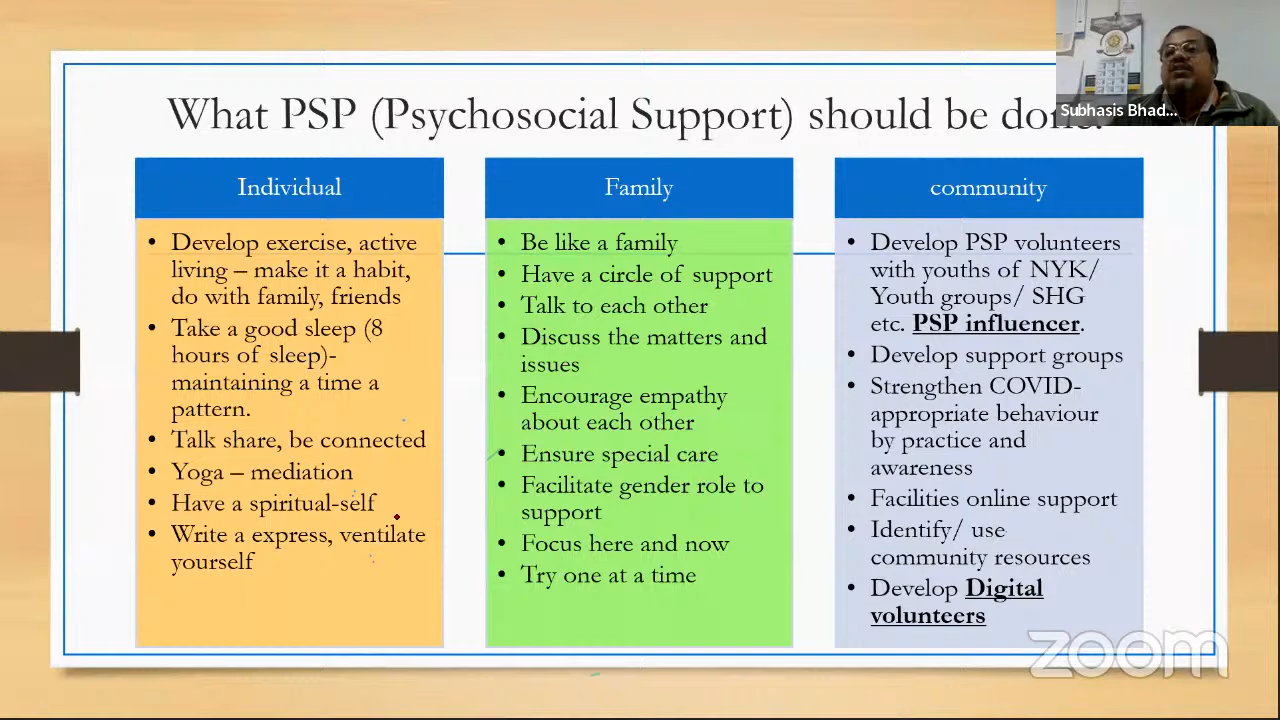 What PSP (Psychosocial Support) should be done.
Subhasis Bhad...
Individual
• Develop exercise, active
living – make it a habit,
do with family, friends
• Take a good sleep (8
hours of sleep)-
maintaining a time a
pattern.
• Talk share, be connected
• Yoga – mediation
• Have a spiritual-self
• Write a express, ventilate
yourself
Family
• Be like a family
• Have a circle of support
• Talk to each other
• Discuss the matters and
issues
• Encourage empathy
about each other
• Ensure special care
• Facilitate gender role to
support
• Focus here and now
• Try one at a time
community
• Develop PSP volunteers
with youths of NYK/
Youth groups/ SHG
etc. PSP influencer.
• Develop support groups
• Strengthen COVID-
appropriate behaviour
by practice and
awareness
• Facilities online support
• Identify/ use
community resources
• Develop Digital
volunteers
zoom